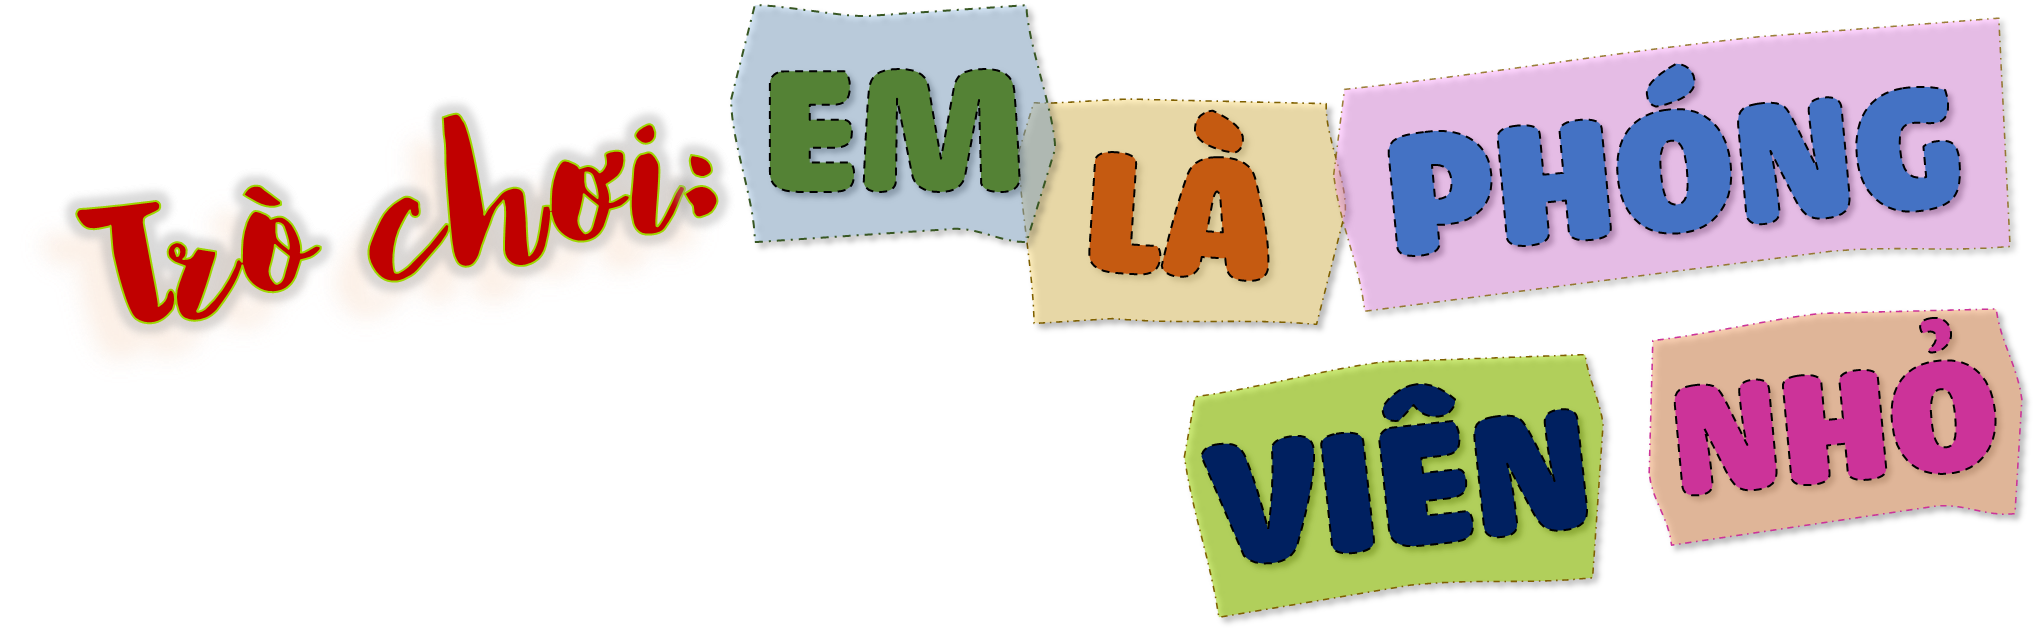 Trò chơi: EM LÀ PHÓNG
VIÊN NHỎ